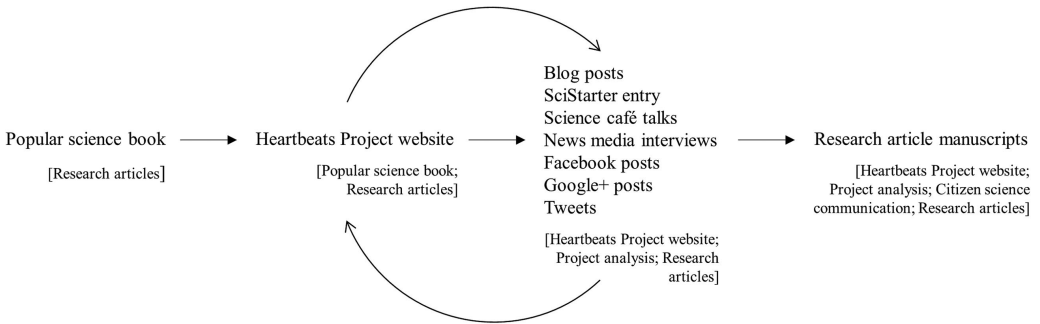 Popular science book
[Research articles]
Heartbeats Project website
[Popular science book;
Research articles]
Blog posts
SciStarter entry
Science café talks
News media interviews
Facebook posts
Google+ posts
Tweets
[Heartbeats Project website;
Project analysis; Research
articles]
Research article manuscripts
[Heartbeats Project website;
Project analysis; Citizen science
communication; Research articles]